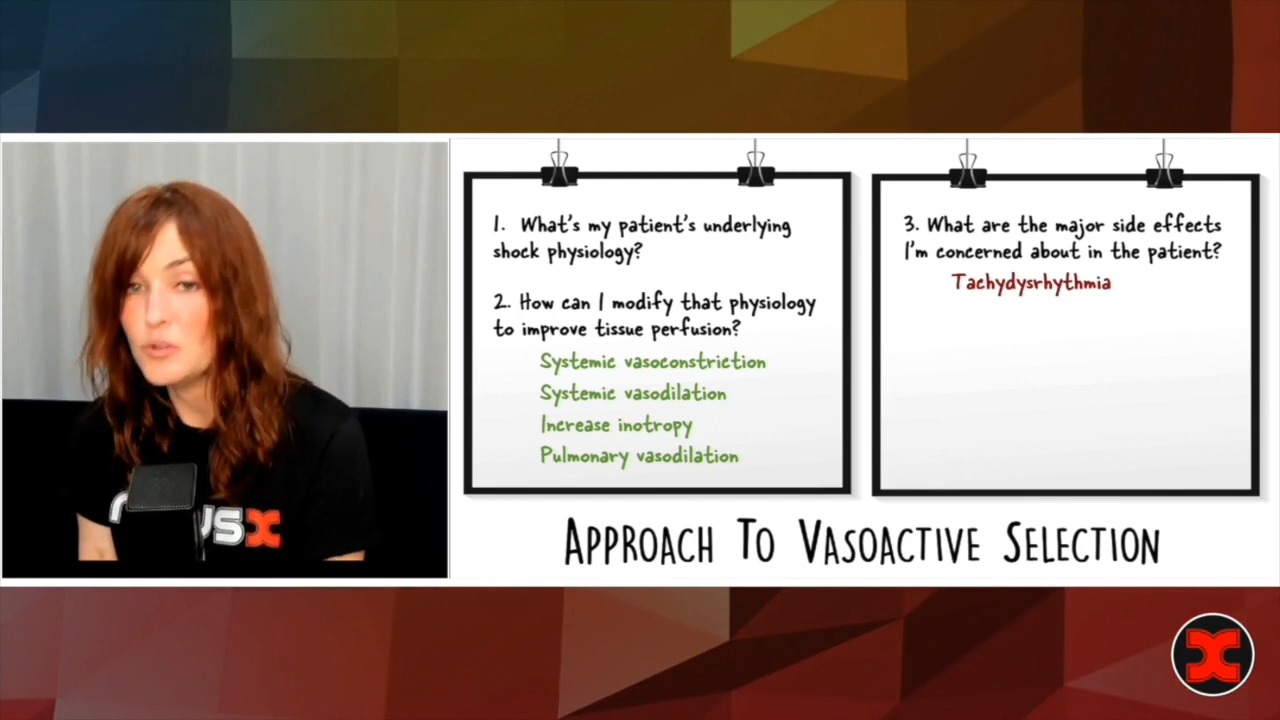 1. What's my patient's underlying
shock physiology?
2. How can I modify that physiology
to improve tissue perfusion?
Systemic vasoconstriction
Systemic vasodilation
Increase inotropy
Pulmonary vasodilation
3. What are the major side effects
I'm concerned about in the patient?
Tachydysrhythmia
APPROACH TO VASOACTIVE SELECTION